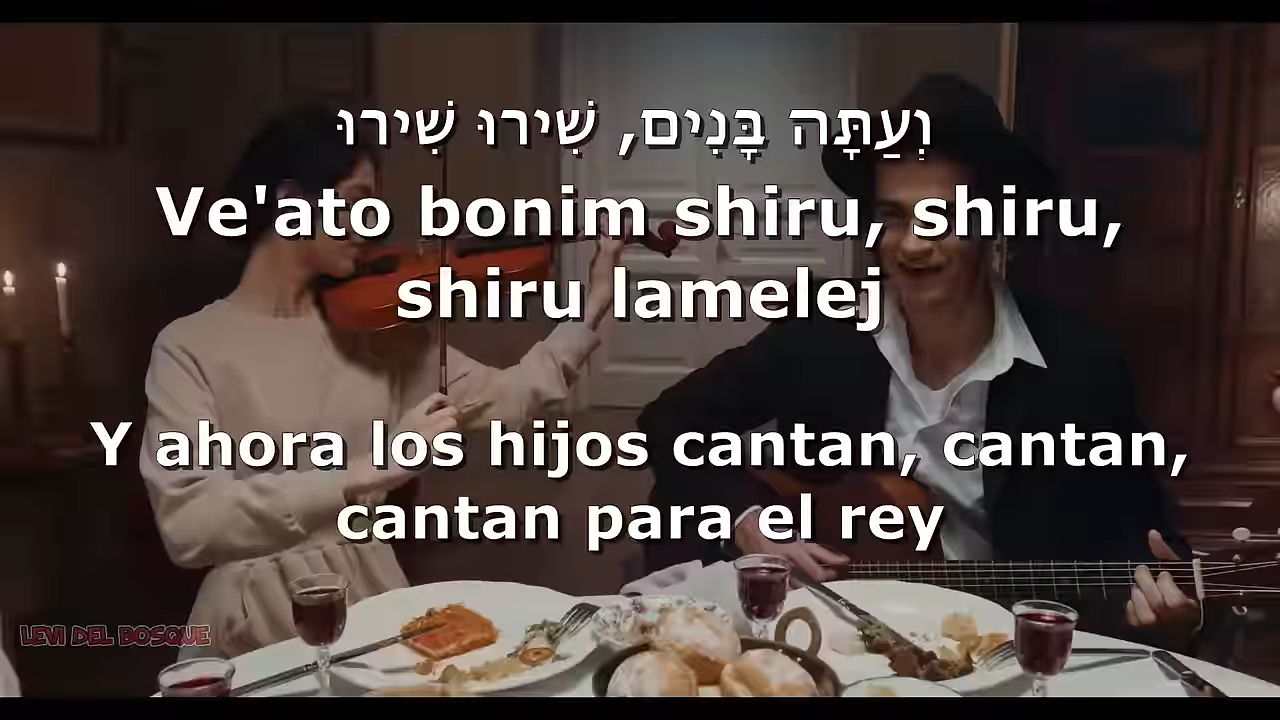 וְעַתָּה בָּנִים, שִׁירוּ שִׁירוּ
Ve'ato bonim shiru, shiru,
shiru lamelej
Y ahora los hijos cantan, cantan,
cantan para el rey
LEVI DEL BOSQUE